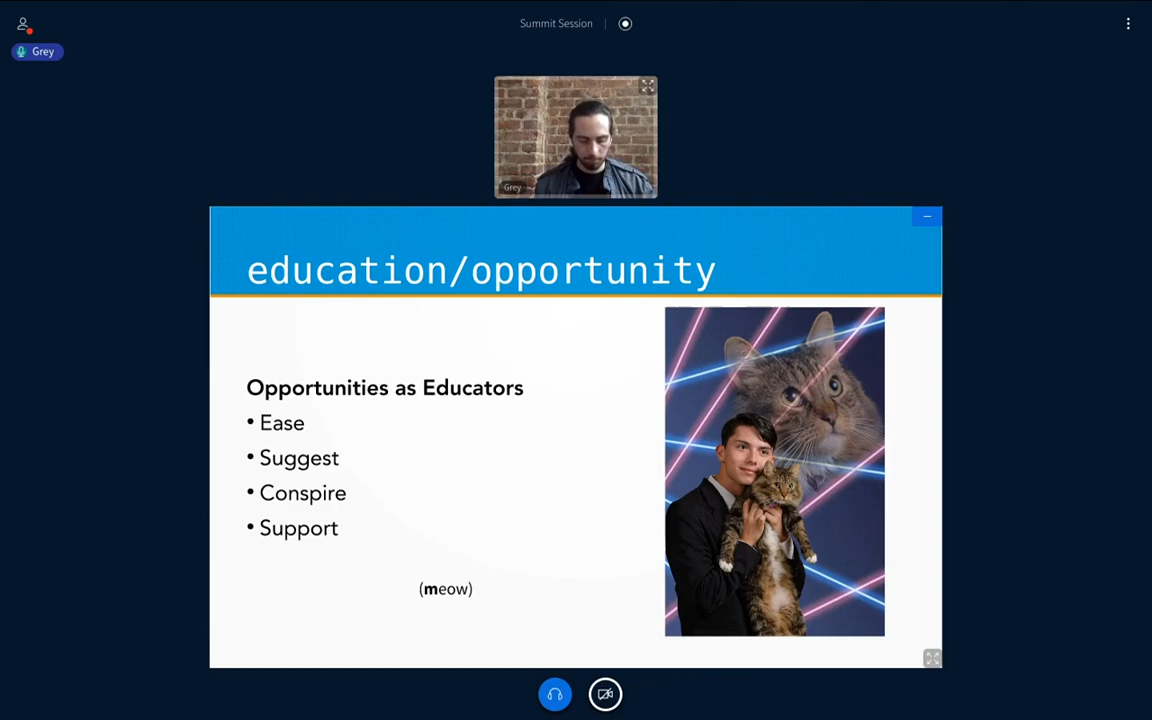 Summit Session
Grey
Grey
education/opportunity
Opportunities as Educators
• Ease
• Suggest
• Conspire
• Support
(meow)